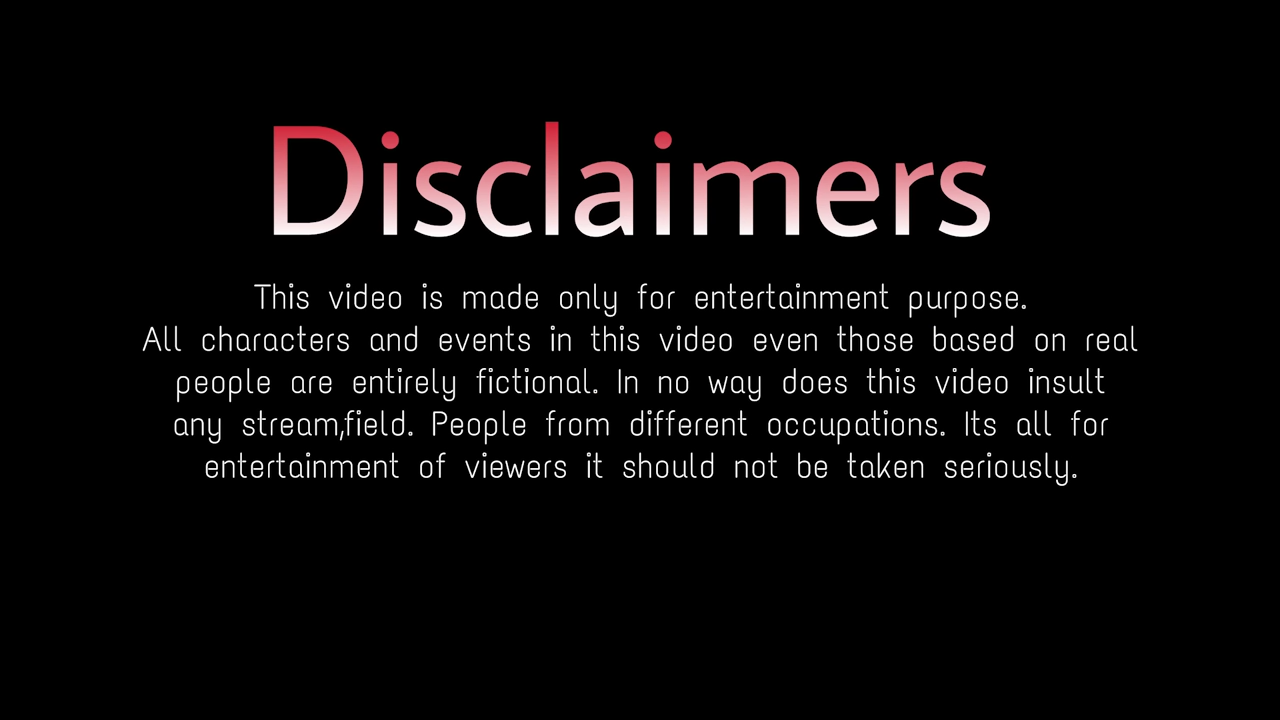 Disclaimers
This video is made only for entertainment purpose.
All characters and events in this video even those based on real
people are entirely fictional. In no way does this video insult
any stream,field. People from different occupations. Its all for
entertainment of viewers it should not be taken seriously.